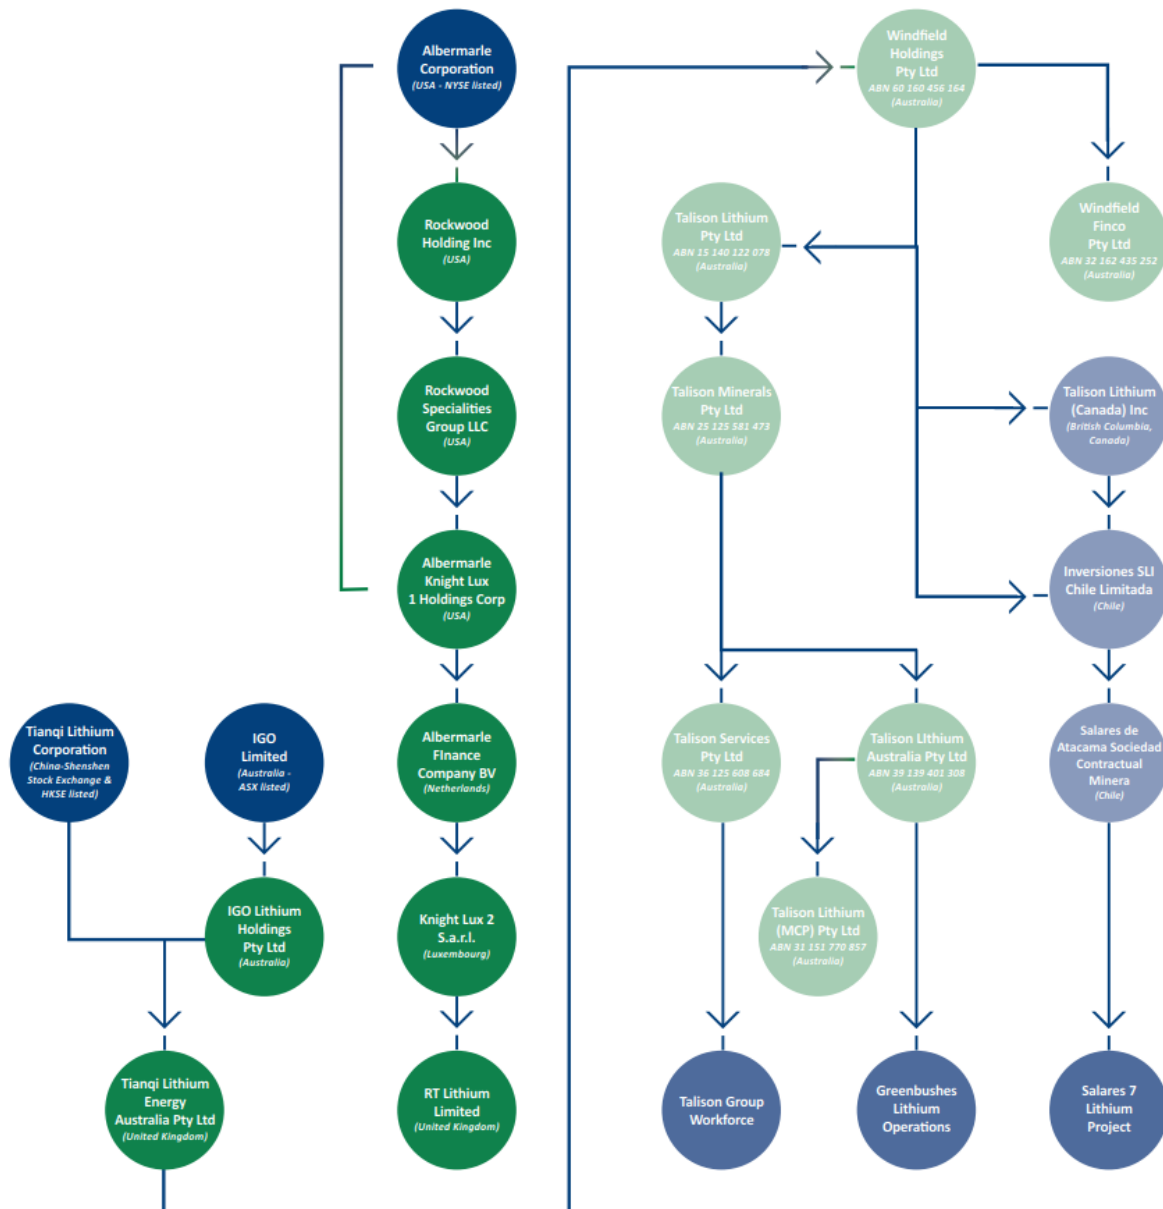 Albermarle
Corporation
(USA - NYSE listed)
Rockwood
Holding Inc
(USA)
Rockwood
Specialities
Group LLC
(USA)
Albermarle
Knight Lux
1 Holdings Corp
(USA)
Tianqi Lithium
Corporation
(China-Shenshen
Stock Exchange &
HKSE listed)
IGO
Limited
(Australia -
ASX listed)
Albermarle
FInance
Company BV
(Netherlands)
IGO Lithium
Holdings
Pty Ltd
(Australia)
Knight Lux 2
S.a.r.l.
(Luxembourg)
Tianqi Lithium
Energy
Australia Pty Ltd
(United Kingdom)
RT Lithium
Limited
(United Kingdom)
Windfield
Holdings
Pty Ltd
ABN 60 160 456 164
(Australia)
Talison Lithium
Pty Ltd
ABN 15 140 122 078
(Australia)
Windfield
Finco
Pty Ltd
ABN 32 162 435 252
(Australia)
Talison Minerals
Pty Ltd
ABN 25 125 581 473
(Australia)
Talison Lithium
(Canada) Inc
(British Columbia,
Canada)
Inversiones SLI
Chile Limitada
(Chile)
Talison Services
Pty Ltd
ABN 36 125 608 684
(Australia)
Talison LIthium
Australia Pty Ltd
ABN 39 139 401 308
(Australia)
Salares de
Atacama Sociedad
Contractual
Minera
(Chile)
Talison Lithium
(MCP) Pty Ltd
ABN 31 151 770 857
(Australia)
Talison Group
Workforce
Greenbushes
Lithium
Operations
Salares 7
Lithium
Project